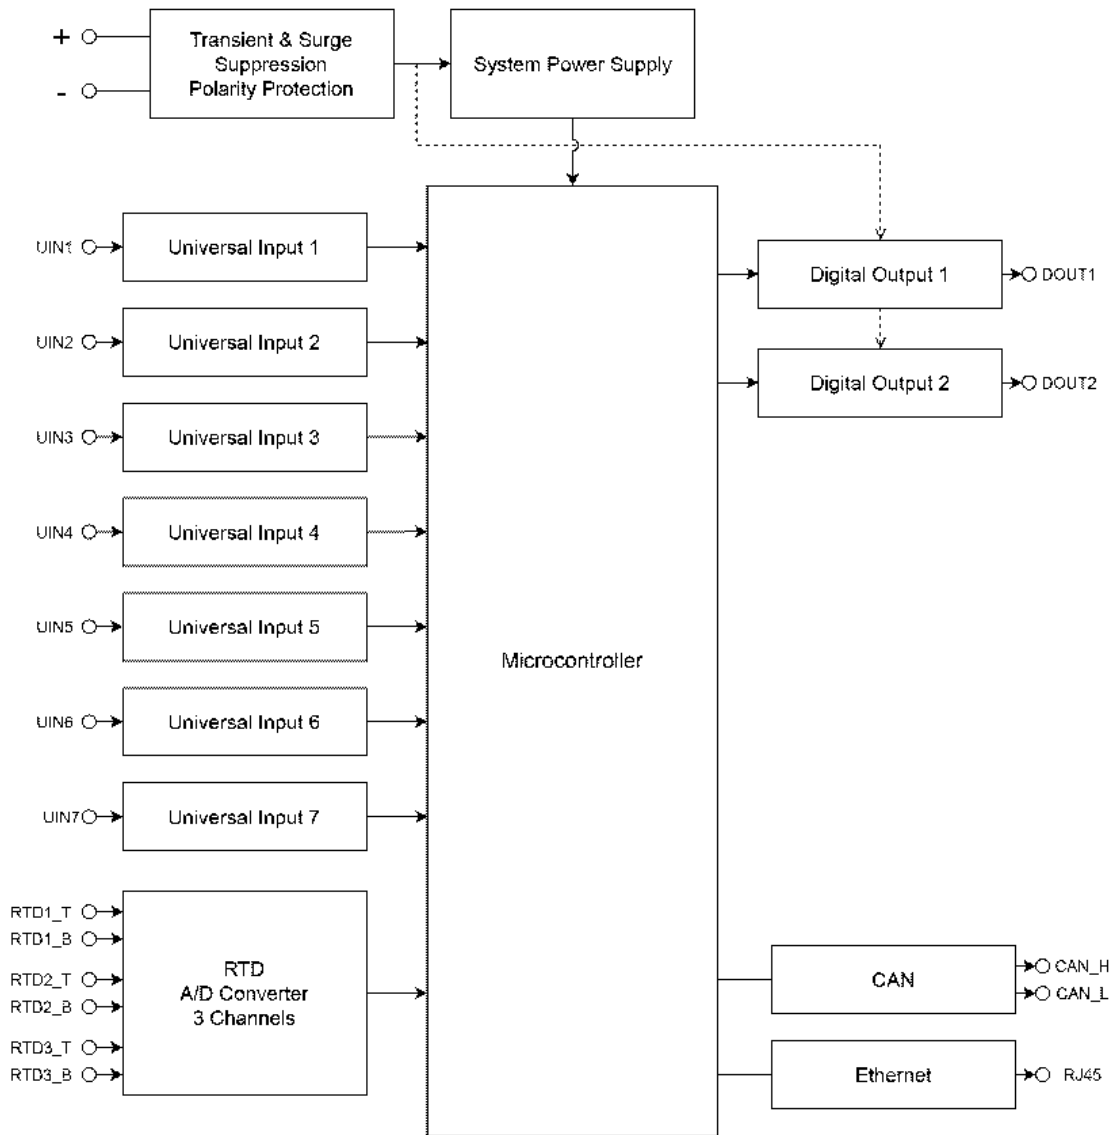 +
-
Transient & Surge
Suppression
Polarity Protection
System Power Supply
UIN1
Universal Input 1
UIN2
Universal Input 2
UIN3
Universal Input 3
UIN4
Universal Input 4
UIN5
Universal Input 5
UIN6
Universal Input 6
UIN7
Universal Input 7
RTD1_T
RTD1_B
RTD2_T
RTD2_B
RTD3_T
RTD3_B
RTD
A/D Converter
3 Channels
Microcontroller
Digital Output 1
DOUT1
Digital Output 2
DOUT2
CAN
CAN_H
CAN_L
Ethernet
RJ45